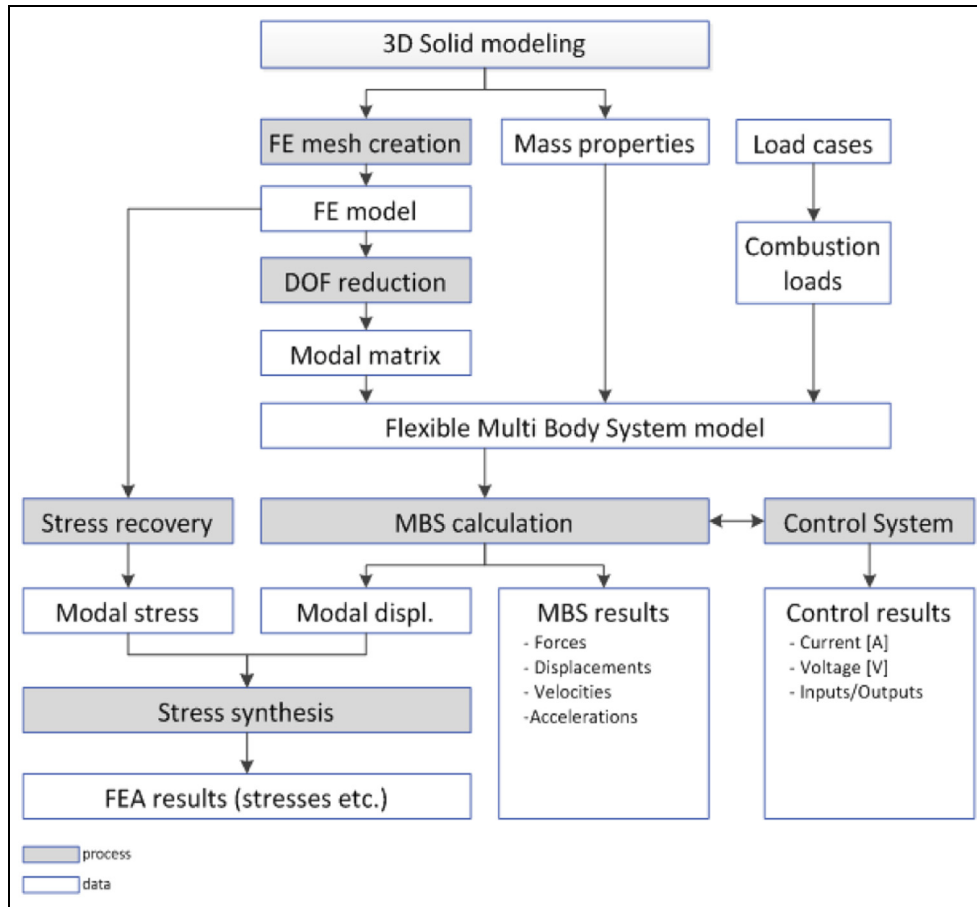 3D Solid modeling
FE mesh creation
Mass properties
Load cases
FE model
Combustion
loads
DOF reduction
Modal matrix
Flexible Multi Body System model
Stress recovery
MBS calculation
Control System
Modal stress
Modal displ.
MBS results
- Forces
- Displacements
- Velocities
-Accelerations
Control results
- Current [A]
- Voltage [V]
- Inputs/Outputs
Stress synthesis
FEA results (stresses etc.)
process
data